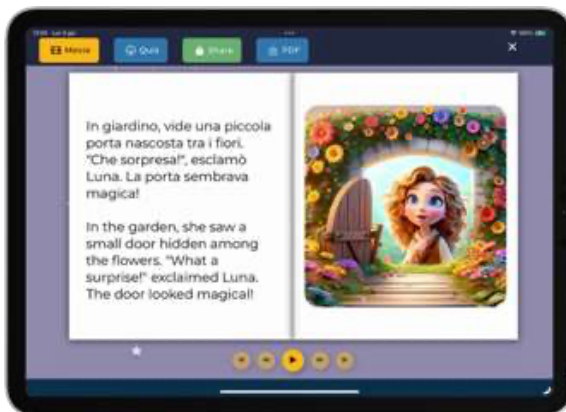 Movie
Quiz
Share
PDF
In giardino, vide una piccola
porta nascosta tra i fiori.
"Che sorpresa!", esclamò
Luna. La porta sembrava
magica!
In the garden, she saw a
small door hidden among
the flowers. "What a
surprise!" exclaimed Luna.
The door looked magical!